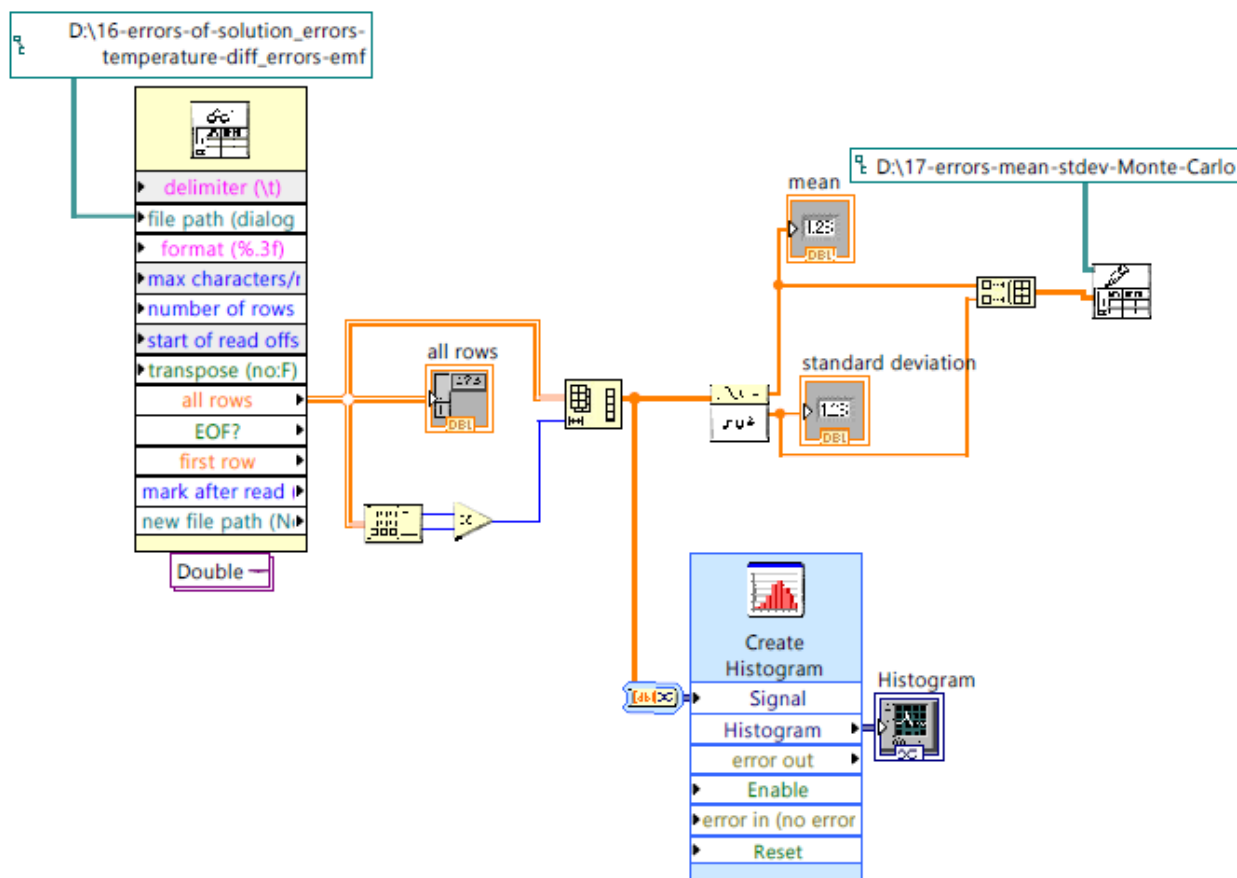 D:\16-errors-of-solution_errors-
temperature-diff_errors-emf
delimiter (\t)
file path (dialog
format (%.3f)
max characters/r
number of rows
start of read offs
transpose (no:F)
all rows
EOF?
first row
mark after read (
new file path (No
Double
all rows
DBL
mean
1.23
DBL
standard deviation
1.23
DBL
D:\17-errors-mean-stdev-Monte-Carlo
Create
Histogram
Signal
Histogram
error out
Enable
error in (no error
Reset
Histogram